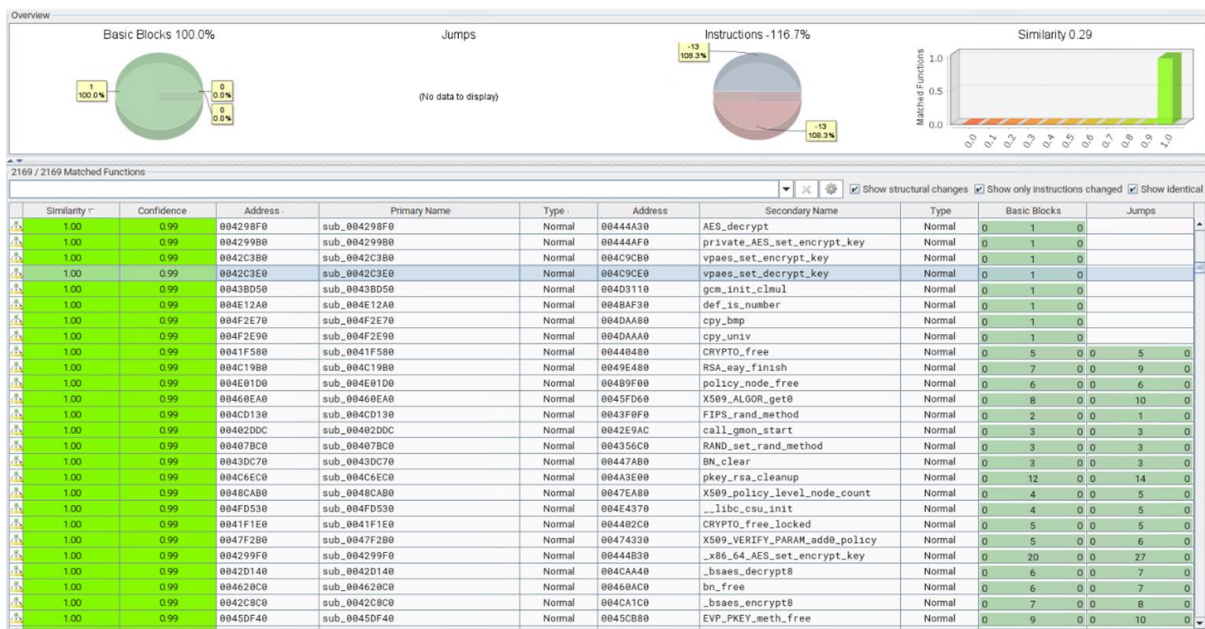 Overview
Basic Blocks 100.0%
Jumps
Instructions -116.7%
Similarity 0.29
1
100.0%
0
0.0%
0
0.0%
(No data to display)
-13
108.3%
-13
108.3%
Matched Functions
1.0
0.5
0.0
0.0 0.1 0.2 0.3 0.4 0.5 0.6 0.7 0.8 0.9 1.0
2169 / 2169 Matched Functions
Show structural changes Show only instructions changed Show identical
Similarity Confidence Address Primary Name Type Address Secondary Name Type Basic Blocks Jumps
1.00 0.99 004298F0 sub_004298F0 Normal 00444A30 AES_decrypt Normal 0 1 0
1.00 0.99 004299B0 sub_004299B0 Normal 00444AF0 private_AES_set_encrypt_key Normal 0 1 0
1.00 0.99 0042C3B0 sub_0042C3B0 Normal 004C9CB0 vpaes_set_encrypt_key Normal 0 1 0
1.00 0.99 0042C3E0 sub_0042C3E0 Normal 004C9CE0 vpaes_set_decrypt_key Normal 0 1 0
1.00 0.99 0043BD50 sub_0043BD50 Normal 004D3110 gcm_init_clmul Normal 0 1 0
1.00 0.99 004E12A0 sub_004E12A0 Normal 004BAF30 def_is_number Normal 0 1 0
1.00 0.99 004F2E70 sub_004F2E70 Normal 004DAA80 cpy_bmp Normal 0 1 0
1.00 0.99 004F2E90 sub_004F2E90 Normal 004DAAA0 cpy_univ Normal 0 1 0
1.00 0.99 0041F580 sub_0041F580 Normal 00440480 CRYPTO_free Normal 0 5 0 0 5 0
1.00 0.99 004C19B0 sub_004C19B0 Normal 0049E480 RSA_eay_finish Normal 0 7 0 0 9 0
1.00 0.99 004E01D0 sub_004E01D0 Normal 004B9F00 policy_node_free Normal 0 6 0 0 6 0
1.00 0.99 00460EA0 sub_00460EA0 Normal 0045FD60 X509_ALGOR_get0 Normal 0 8 0 0 10 0
1.00 0.99 004CD130 sub_004CD130 Normal 0043F0F0 FIPS_rand_method Normal 0 2 0 0 1 0
1.00 0.99 00402DDC sub_00402DDC Normal 0042E9AC call_gmon_start Normal 0 3 0 0 3 0
1.00 0.99 00407BC0 sub_00407BC0 Normal 004356C0 RAND_set_rand_method Normal 0 3 0 0 3 0
1.00 0.99 0043DC70 sub_0043DC70 Normal 00447AB0 BN_clear Normal 0 3 0 0 3 0
1.00 0.99 004C6EC0 sub_004C6EC0 Normal 004A3E00 pkey_rsa_cleanup Normal 0 12 0 0 14 0
1.00 0.99 0048CAB0 sub_0048CAB0 Normal 0047EA80 X509_policy_level_node_count Normal 0 4 0 0 5 0
1.00 0.99 004FD530 sub_004FD530 Normal 004E4370 __libc_csu_init Normal 0 4 0 0 5 0
1.00 0.99 0041F1E0 sub_0041F1E0 Normal 004402C0 CRYPTO_free_locked Normal 0 5 0 0 5 0
1.00 0.99 0047F2B0 sub_0047F2B0 Normal 00474330 X509_VERIFY_PARAM_add0_policy Normal 0 5 0 0 6 0
1.00 0.99 004299F0 sub_004299F0 Normal 00444B30 _x86_64_AES_set_encrypt_key Normal 0 20 0 0 27 0
1.00 0.99 0042D140 sub_0042D140 Normal 004CAA40 _bsaes_decrypt8 Normal 0 6 0 0 7 0
1.00 0.99 004620C0 sub_004620C0 Normal 00460AC0 bn_free Normal 0 6 0 0 7 0
1.00 0.99 0042C8C0 sub_0042C8C0 Normal 004CA1C0 _bsaes_encrypt8 Normal 0 7 0 0 8 0
1.00 0.99 0045DF40 sub_0045DF40 Normal 0045CB80 EVP_PKEY_meth_free Normal 0 9 0 0 10 0